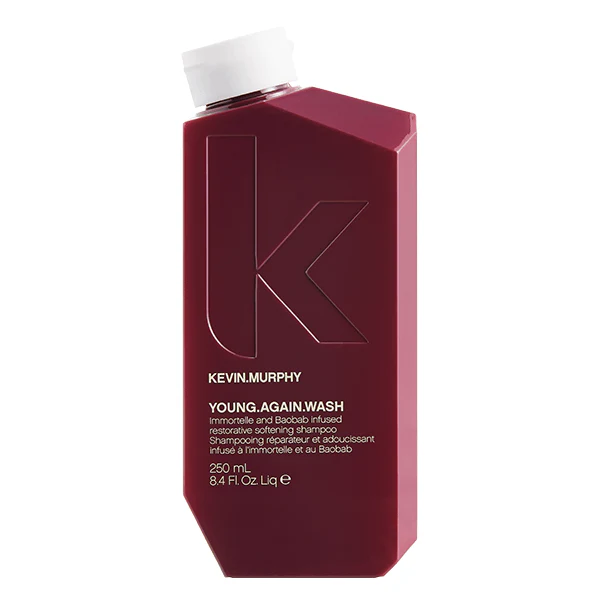 k
KEVIN.MURPHY
YOUNG.AGAIN.WASH
Immortelle and Baobab infused
restorative softening shampoo
Shampooing réparateur et adoucissant
infusé à l'immortelle et au Baobab
250 mL
8.4 Fl. Oz. Liq ℮